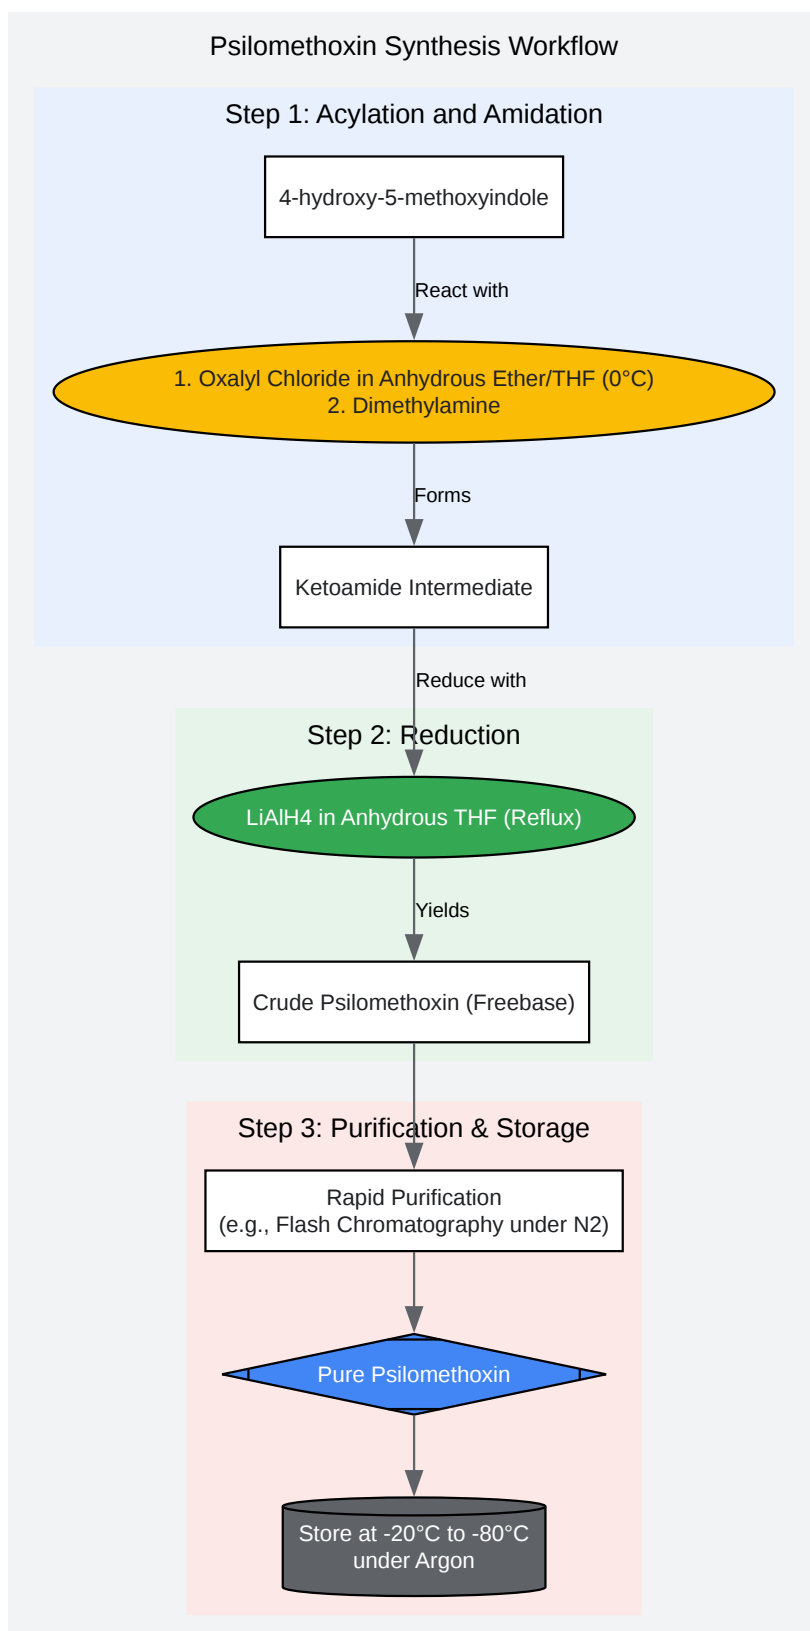 Psilomethoxin Synthesis Workflow
Step 1: Acylation and Amidation
4-hydroxy-5-methoxyindole
React with
1. Oxalyl Chloride in Anhydrous Ether/THF (0°C)
2. Dimethylamine
Forms
Ketoamide Intermediate
Reduce with
Step 2: Reduction
LiAlH4 in Anhydrous THF (Reflux)
Yields
Crude Psilomethoxin (Freebase)
Step 3: Purification & Storage
Rapid Purification
(e.g., Flash Chromatography under N2)
Pure Psilomethoxin
Store at -20°C to -80°C
under Argon